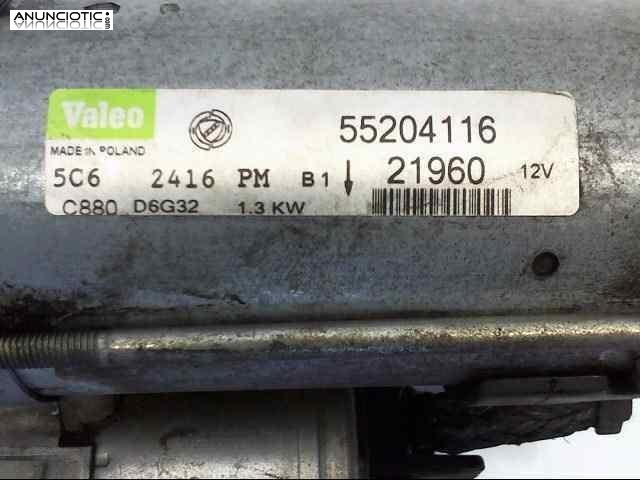 ANUNCIOTIC
Valeo
55204116
MADE IN POLAND
5C6 2416 PM B1 21960 12V
C880 D6G32 1.3 KW